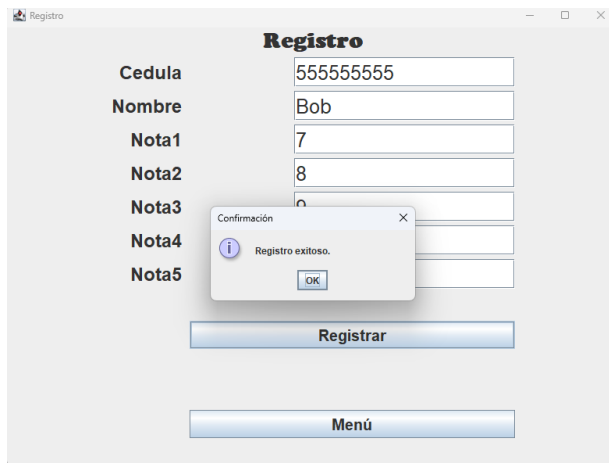 Registro
Registro
Cedula 555555555
Nombre Bob
Nota1 7
Nota2 8
Nota3
Confirmación
Nota4
Registro exitoso.
Nota5
OK
Registrar
Menú